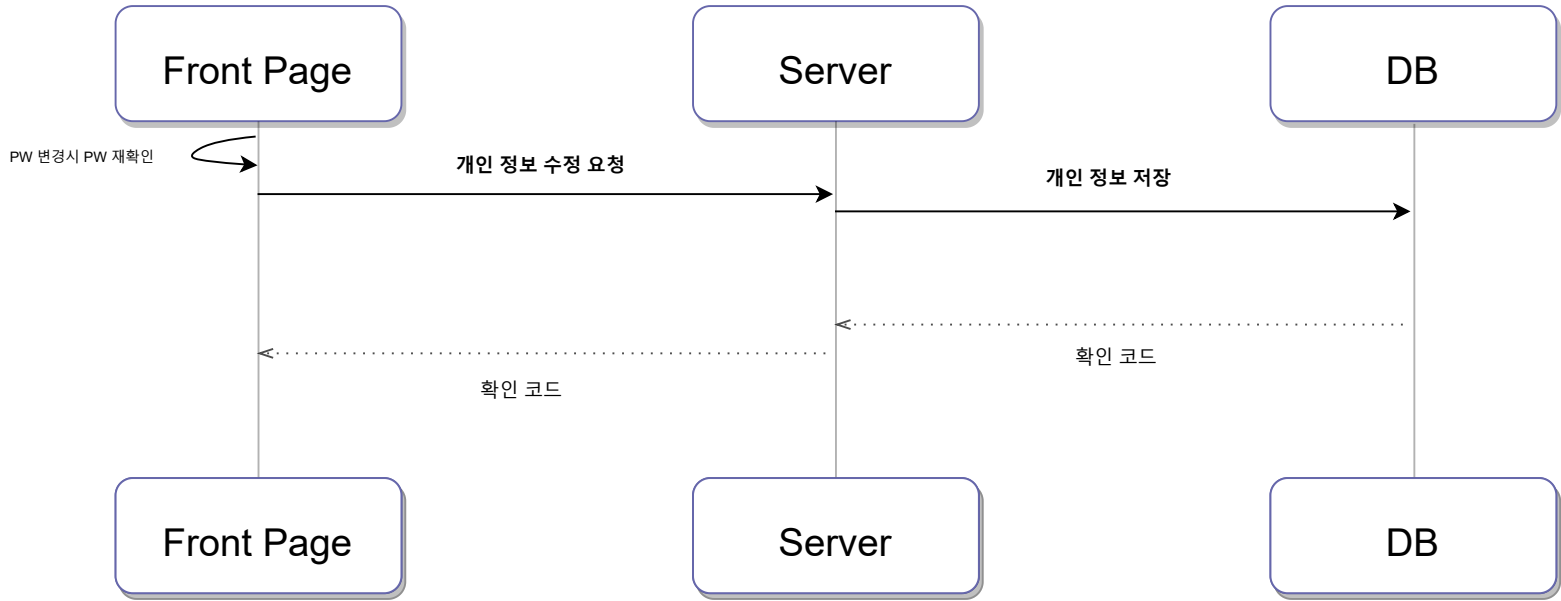 Front Page
Server
DB
PW 변경시 PW 재확인
개인 정보 수정 요청
개인 정보 저장
확인 코드
확인 코드
Front Page
Server
DB